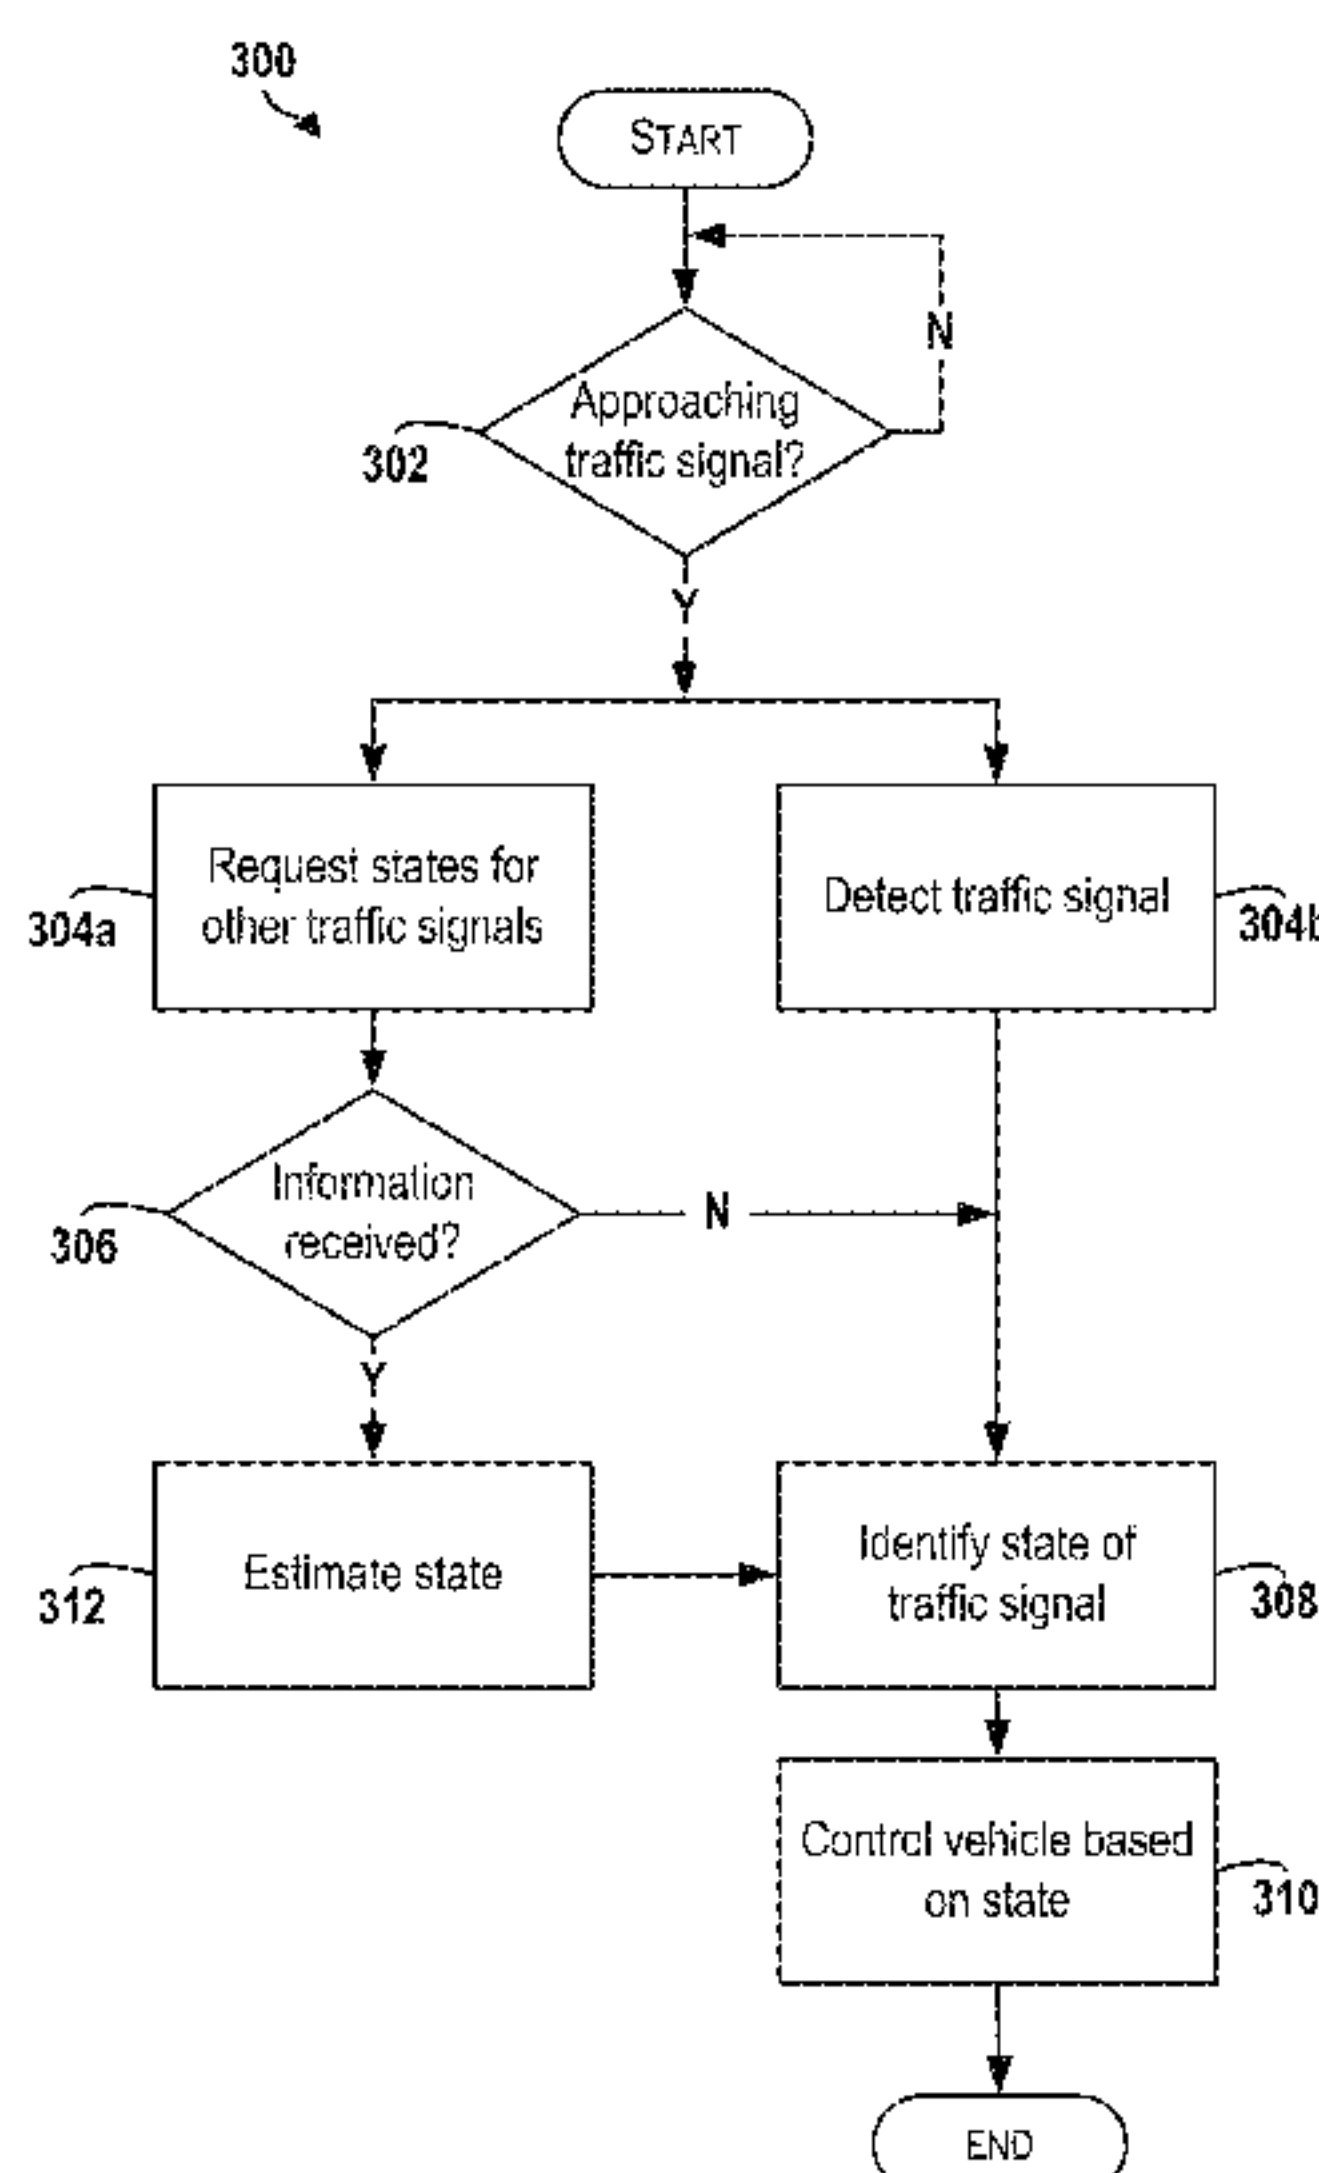 300
START
N
Approaching
traffic signal?
302
Y
Request states for
other traffic signals
304a
Detect traffic signal
304b
Information
received?
306
N
Y
Estimate state
312
Identify state of
traffic signal
308
Control vehicle based
on state
310
END